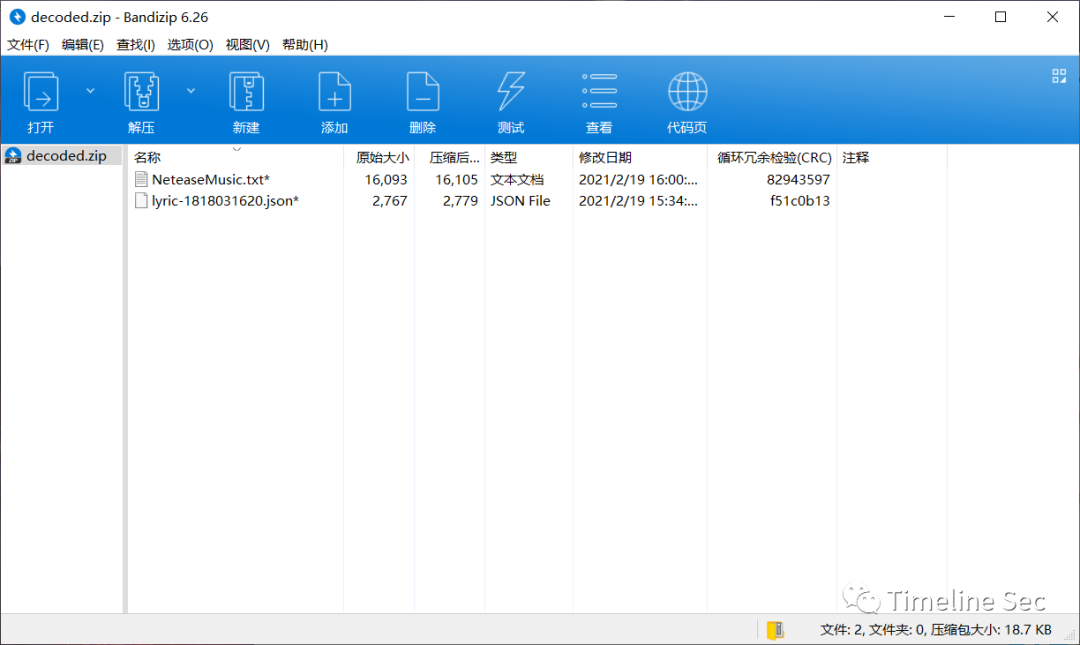 decoded.zip - Bandizip 6.26
文件(F) 编辑(E) 查找(I) 选项(O) 视图(V) 帮助(H)
打开 解压 新建 添加 删除 测试 查看 代码页
decoded.zip
名称 原始大小 压缩后... 类型 修改日期 循环冗余检验(CRC) 注释
NeteaseMusic.txt* 16,093 16,105 文本文档 2021/2/19 16:00:... 82943597
lyric-1818031620.json* 2,767 2,779 JSON File 2021/2/19 15:34:... f51c0b13
Timeline Sec
文件: 2, 文件夹: 0, 压缩包大小: 18.7 KB